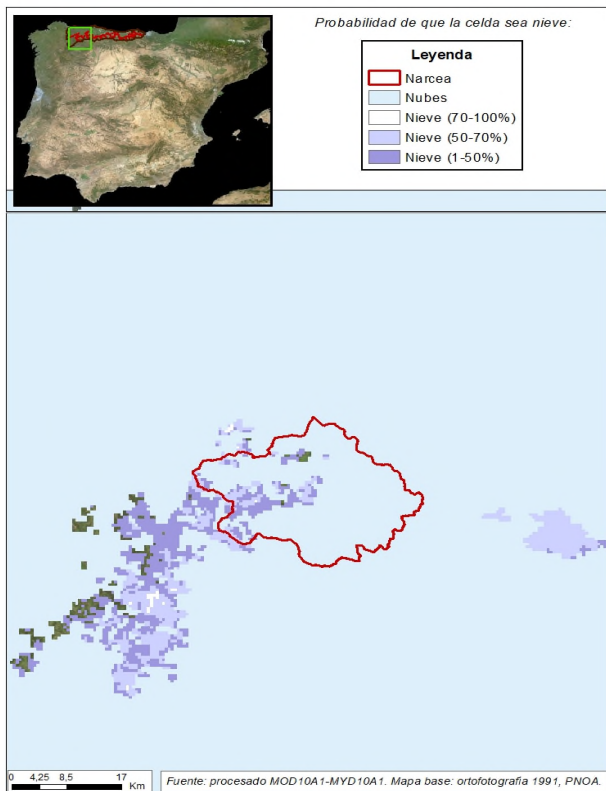 Probabilidad de que la celda sea nieve:
Leyenda
Narcea
Nubes
Nieve (70-100%)
Nieve (50-70%)
Nieve (1-50%)
0 4,25 8,5 17
Km
Fuente: procesado MOD10A1-MYD10A1. Mapa base: ortofotografia 1991, PNOA.